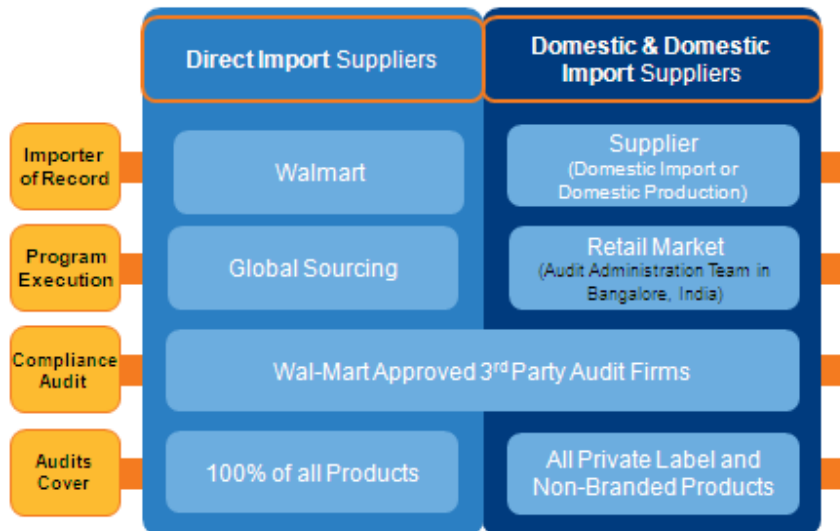 Direct Import Suppliers
Domestic & Domestic
Import Suppliers
Importer
of Record
Walmart
Supplier
(Domestic Import or
Domestic Production)
Program
Execution
Global Sourcing
Retail Market
(Audit Administration Team in
Bangalore, India)
Compliance
Audit
Wal-Mart Approved 3rd Party Audit Firms
Audits
Cover
100% of all Products
All Private Label and
Non-Branded Products